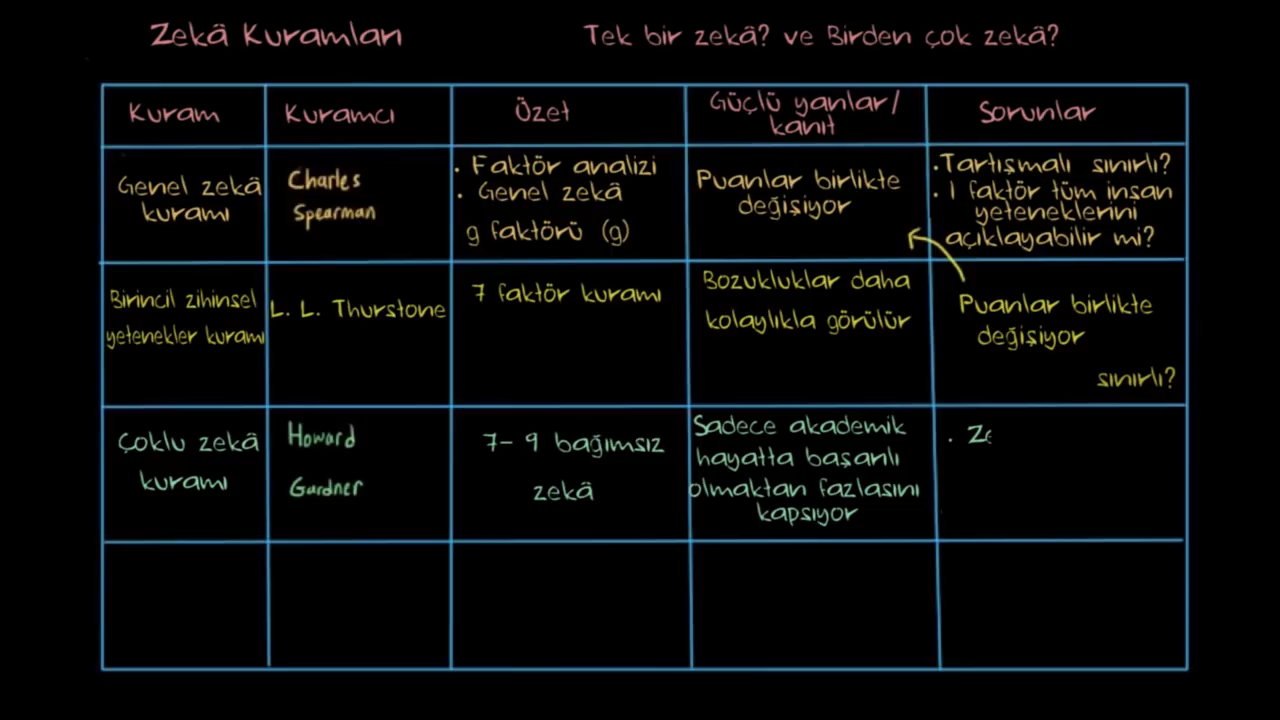 Zekâ Kuramları
Tek bir zekâ? ve Birden çok zekâ?
Kuram
Kuramcı
Özet
Güçlü yanlar/
kanıt
Sorunlar
Genel zekâ
kuramı
Charles
Spearman
• Faktör analizi
• Genel zekâ
g faktörü (g)
Puanlar birlikte
değişiyor
•Tartışmalı sınırlı?
• 1 faktör tüm insan
yeteneklerini
açıklayabilir mi?
Birincil zihinsel
yetenekler kuramı
L. L. Thurstone
7 faktör kuramı
Bozukluklar daha
kolaylıkla görülür
Puanlar birlikte
değişiyor
sınırlı?
Çoklu zekâ
kuramı
Howard
Gardner
7- 9 bağımsız
zekâ
Sadece akademik
hayatta başarılı
olmaktan fazlasını
kapsıyor
• Ze